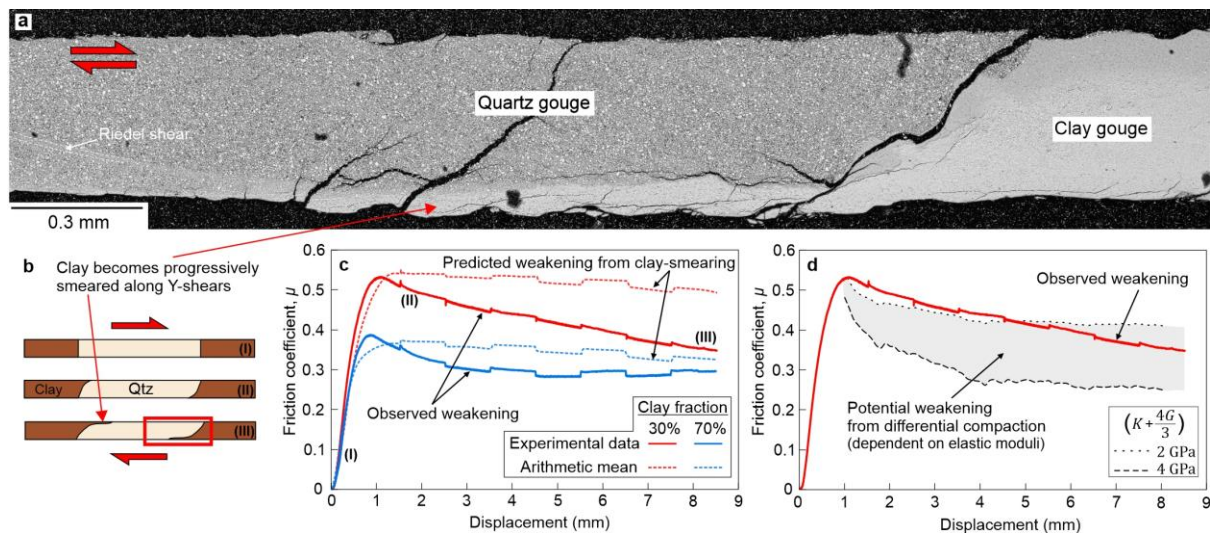 a
Quartz gouge
Clay gouge
Riedel shear
0.3 mm
b
Clay becomes progressively
smeared along Y-shears
(I)
Clay
Qtz
(II)
(III)
c
Friction coefficient, μ
0.6
0.5
0.4
0.3
0.2
0.1
0
Predicted weakening from clay-smearing
(II)
(III)
Observed weakening
(I)
Clay fraction
30% 70%
Experimental data
Arithmetic mean
0 1 2 3 4 5 6 7 8 9
Displacement (mm)
d
Friction coefficient, μ
0.6
0.5
0.4
0.3
0.2
0.1
0
Observed weakening
Potential weakening
from differential compaction
(dependent on elastic moduli)
(K + 4G/3)
2 GPa
4 GPa
0 1 2 3 4 5 6 7 8 9
Displacement (mm)